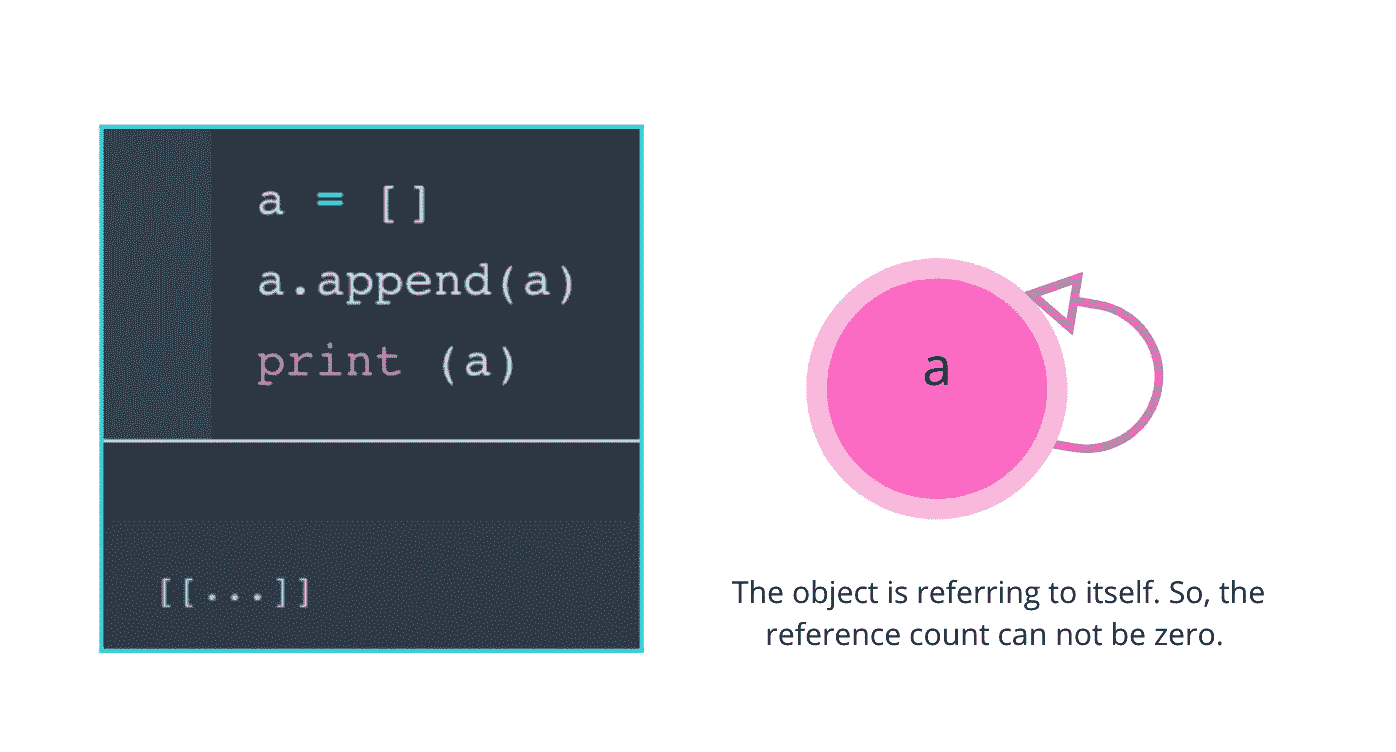 a = []
a.append(a)
print (a)
[[...]]
a
The object is referring to itself. So, the
reference count can not be zero.